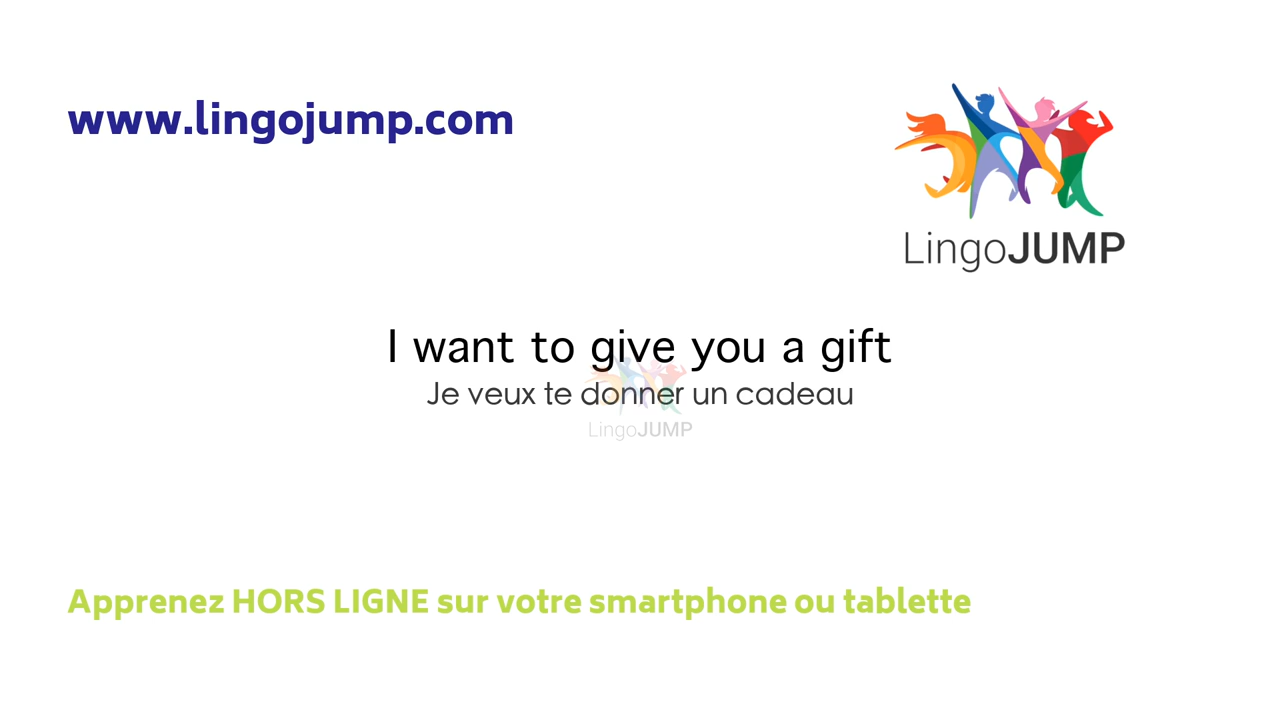 www.lingojump.com
LingoJUMP
I want to give you a gift
Je veux te donner un cadeau
LingoJUMP
Apprenez HORS LIGNE sur votre smartphone ou tablette